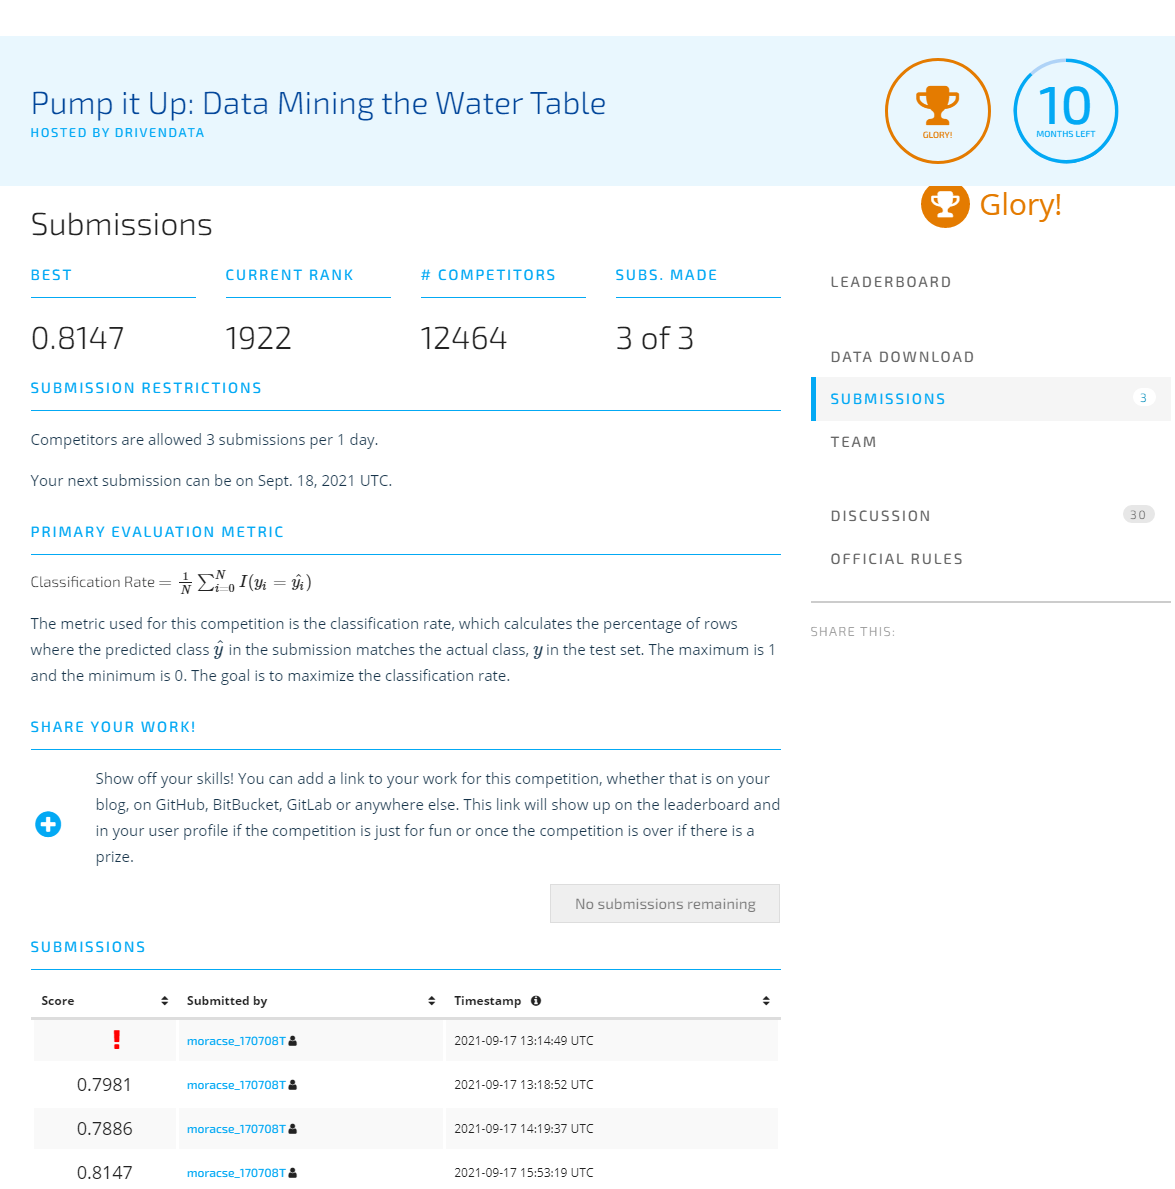 Pump it Up: Data Mining the Water Table
HOSTED BY DRIVENDATA
GLORY!
10
MONTHS LEFT
Glory!
Submissions
BEST
CURRENT RANK
# COMPETITORS
SUBS. MADE
0.8147
1922
12464
3 of 3
SUBMISSION RESTRICTIONS
Competitors are allowed 3 submissions per 1 day.
Your next submission can be on Sept. 18, 2021 UTC.
PRIMARY EVALUATION METRIC
Classification Rate = 1/N ∑_{i=0}^{N} I(y_i = ŷ_i)
The metric used for this competition is the classification rate, which calculates the percentage of rows
where the predicted class ŷ in the submission matches the actual class, y in the test set. The maximum is 1
and the minimum is 0. The goal is to maximize the classification rate.
SHARE YOUR WORK!
Show off your skills! You can add a link to your work for this competition, whether that is on your
blog, on GitHub, BitBucket, GitLab or anywhere else. This link will show up on the leaderboard and
in your user profile if the competition is just for fun or once the competition is over if there is a
prize.
No submissions remaining
SUBMISSIONS
Score Submitted by Timestamp
! moracse_170708T 2021-09-17 13:14:49 UTC
0.7981 moracse_170708T 2021-09-17 13:18:52 UTC
0.7886 moracse_170708T 2021-09-17 14:19:37 UTC
0.8147 moracse_170708T 2021-09-17 15:53:19 UTC
LEADERBOARD
DATA DOWNLOAD
SUBMISSIONS 3
TEAM
DISCUSSION 30
OFFICIAL RULES
SHARE THIS: